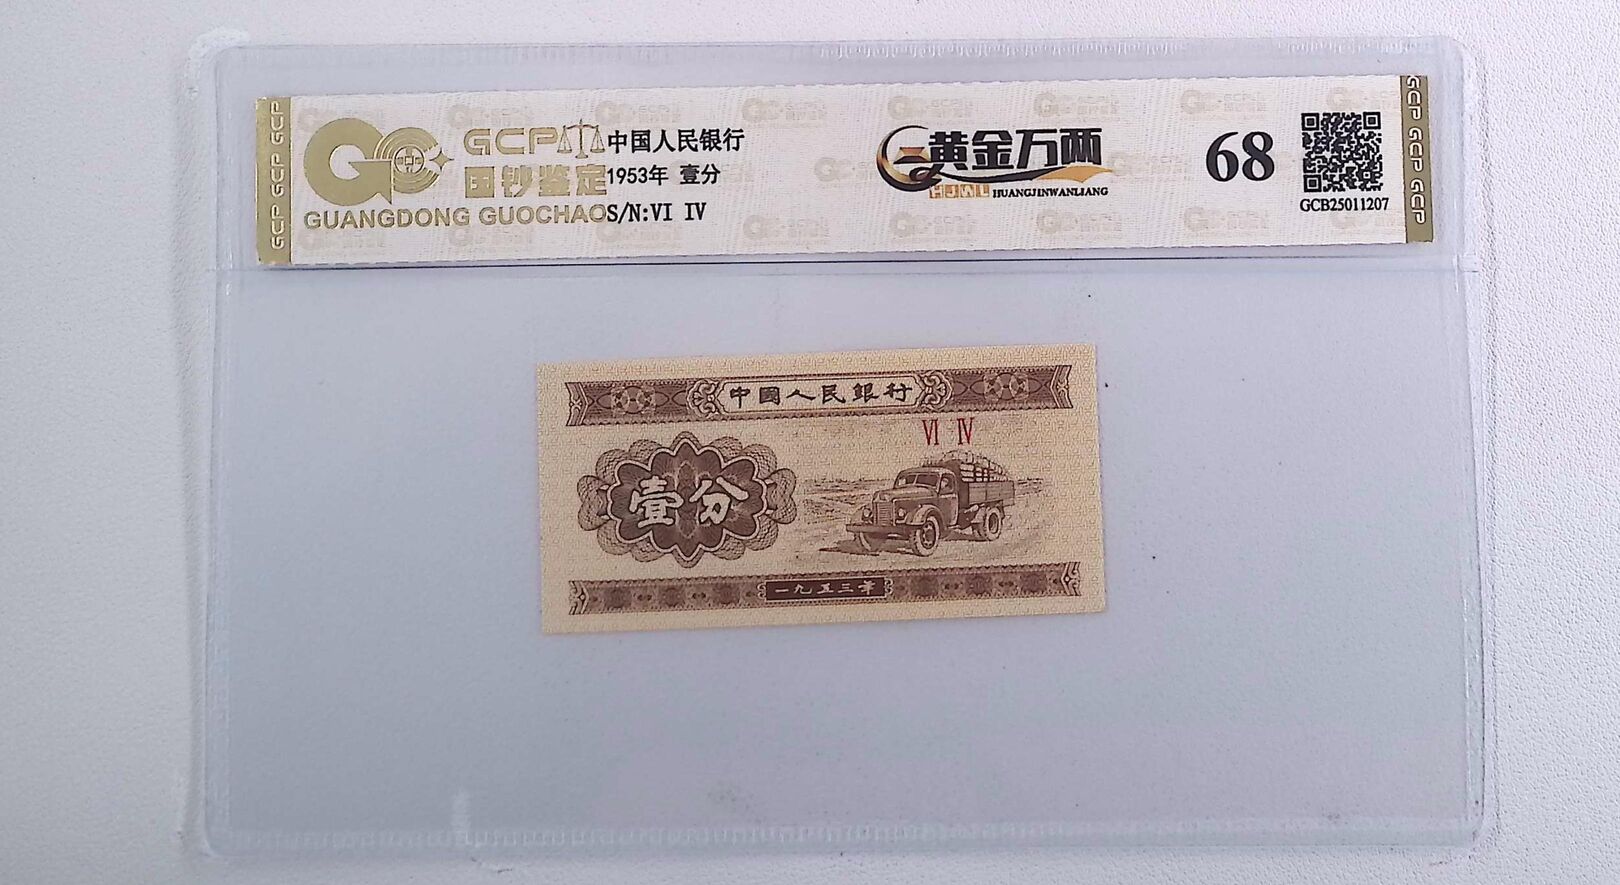 GCP GCP GCP
GCP
国钞鉴定
GUANGDONG GUOCHAO
中国人民银行
1953年 壹分
S/N:VI IV
黄金万两
HJWL HUANGJINWANLIANG
68
GCB25011207
GCP GCP GCP
中國人民銀行
VI IV
壹分
一九五三年